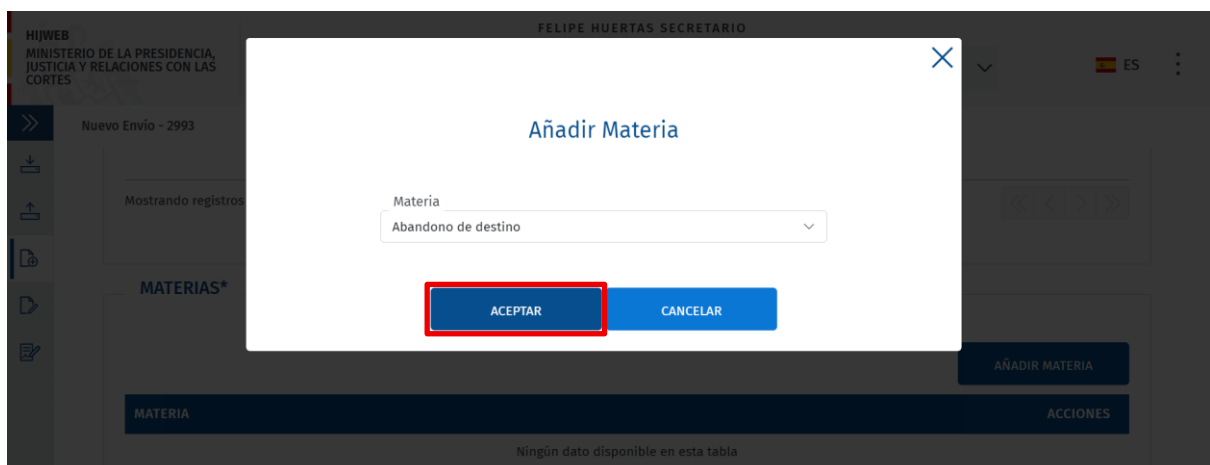 HIJWEB
MINISTERIO DE LA PRESIDENCIA,
JUSTICIA Y RELACIONES CON LAS
CORTES
FELIPE HUERTAS SECRETARIO
ES
Nuevo Envío - 2993
Añadir Materia
Mostrando registros
Materia
Abandono de destino
MATERIAS*
ACEPTAR
CANCELAR
AÑADIR MATERIA
MATERIA
ACCIONES
Ningún dato disponible en esta tabla